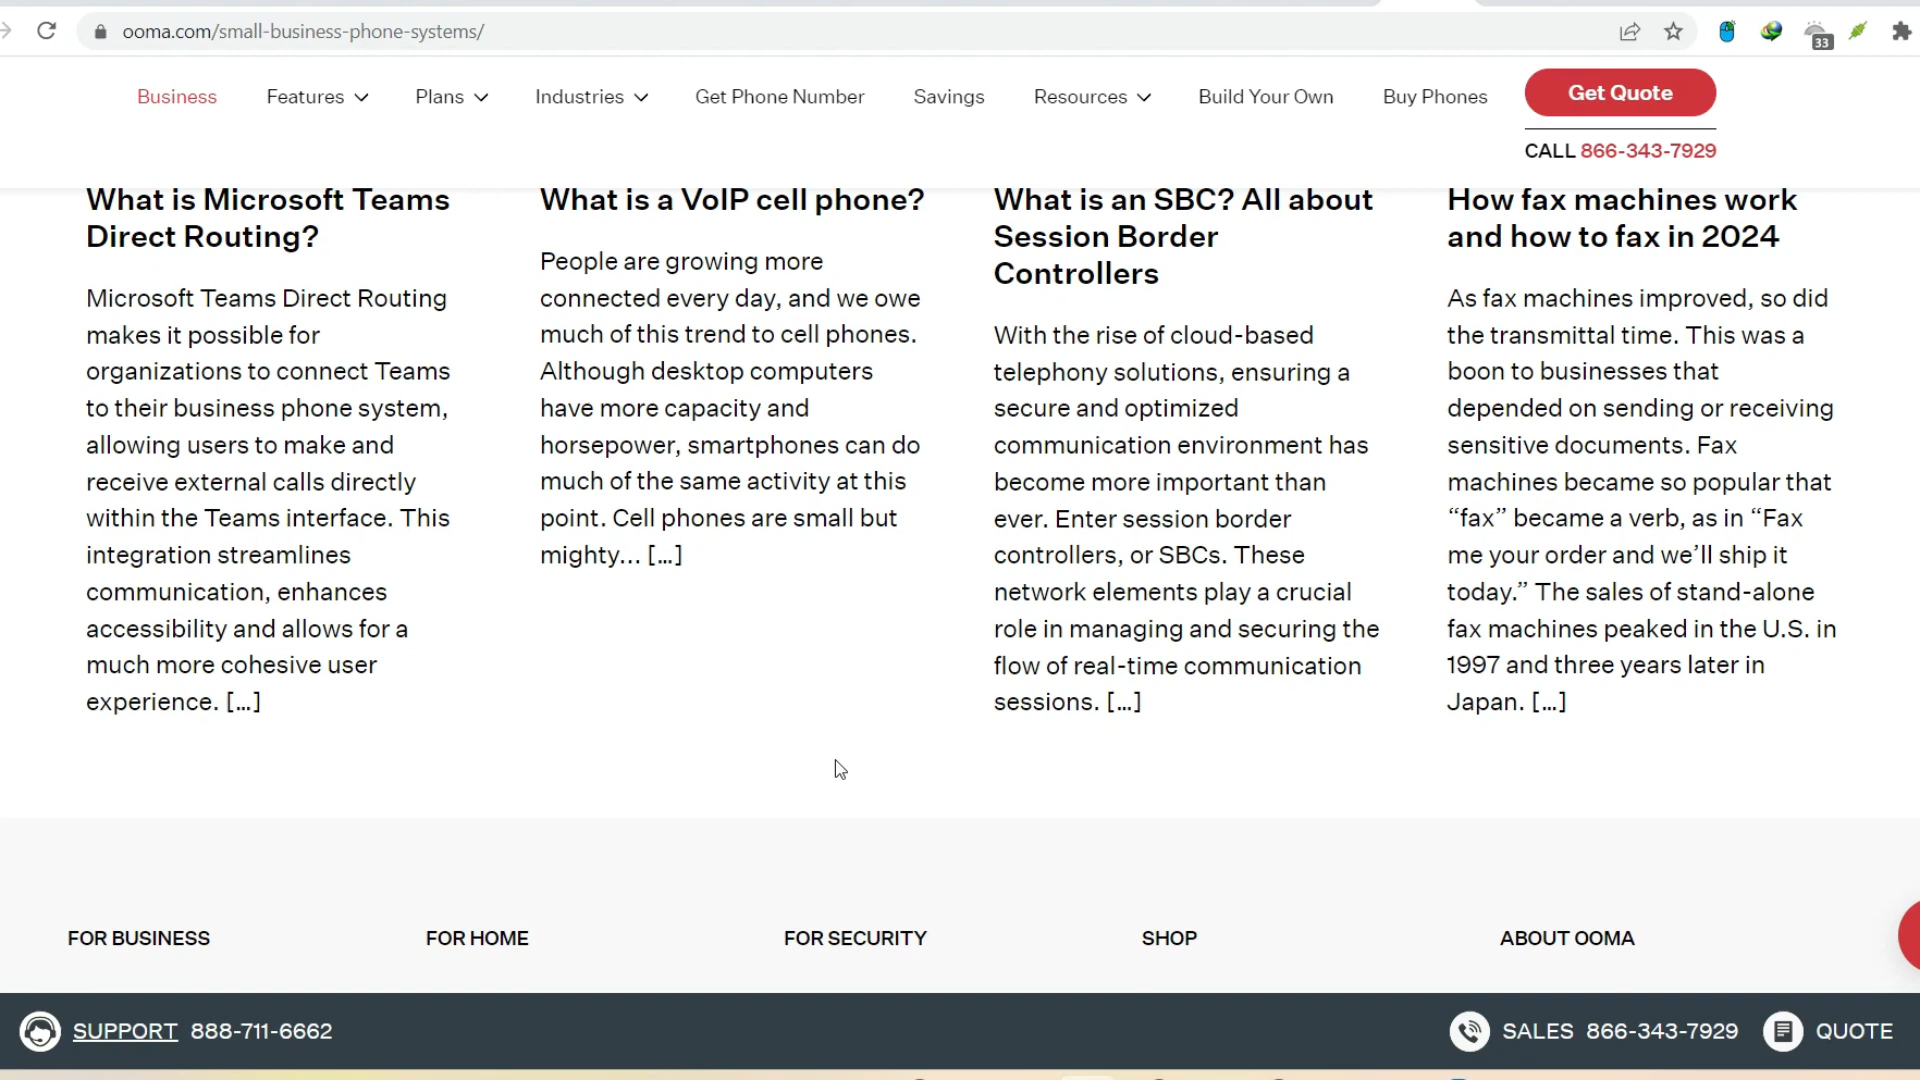 ooma.com/small-business-phone-systems/
33
Business Features Plans Industries Get Phone Number Savings Resources Build Your Own Buy Phones Get Quote
CALL 866-343-7929
What is Microsoft Teams
Direct Routing?
Microsoft Teams Direct Routing
makes it possible for
organizations to connect Teams
to their business phone system,
allowing users to make and
receive external calls directly
within the Teams interface. This
integration streamlines
communication, enhances
accessibility and allows for a
much more cohesive user
experience. [...]
What is a VoIP cell phone?
People are growing more
connected every day, and we owe
much of this trend to cell phones.
Although desktop computers
have more capacity and
horsepower, smartphones can do
much of the same activity at this
point. Cell phones are small but
mighty... [...]
What is an SBC? All about
Session Border
Controllers
With the rise of cloud-based
telephony solutions, ensuring a
secure and optimized
communication environment has
become more important than
ever. Enter session border
controllers, or SBCs. These
network elements play a crucial
role in managing and securing the
flow of real-time communication
sessions. [...]
How fax machines work
and how to fax in 2024
As fax machines improved, so did
the transmittal time. This was a
boon to businesses that
depended on sending or receiving
sensitive documents. Fax
machines became so popular that
“fax” became a verb, as in “Fax
me your order and we’ll ship it
today.” The sales of stand-alone
fax machines peaked in the U.S. in
1997 and three years later in
Japan. [...]
FOR BUSINESS FOR HOME FOR SECURITY SHOP ABOUT OOMA
SUPPORT 888-711-6662 SALES 866-343-7929 QUOTE